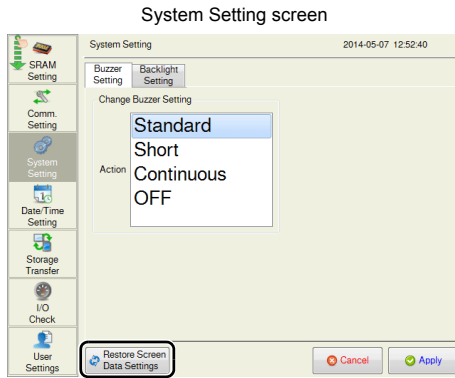 System Setting screen
SRAM
Setting
Comm.
Setting
System
Setting
Date/Time
Setting
Storage
Transfer
I/O
Check
User
Settings
System Setting
2014-05-07 12:52:40
Buzzer
Setting
Backlight
Setting
Change Buzzer Setting
Action
Standard
Short
Continuous
OFF
Restore Screen
Data Settings
Cancel
Apply